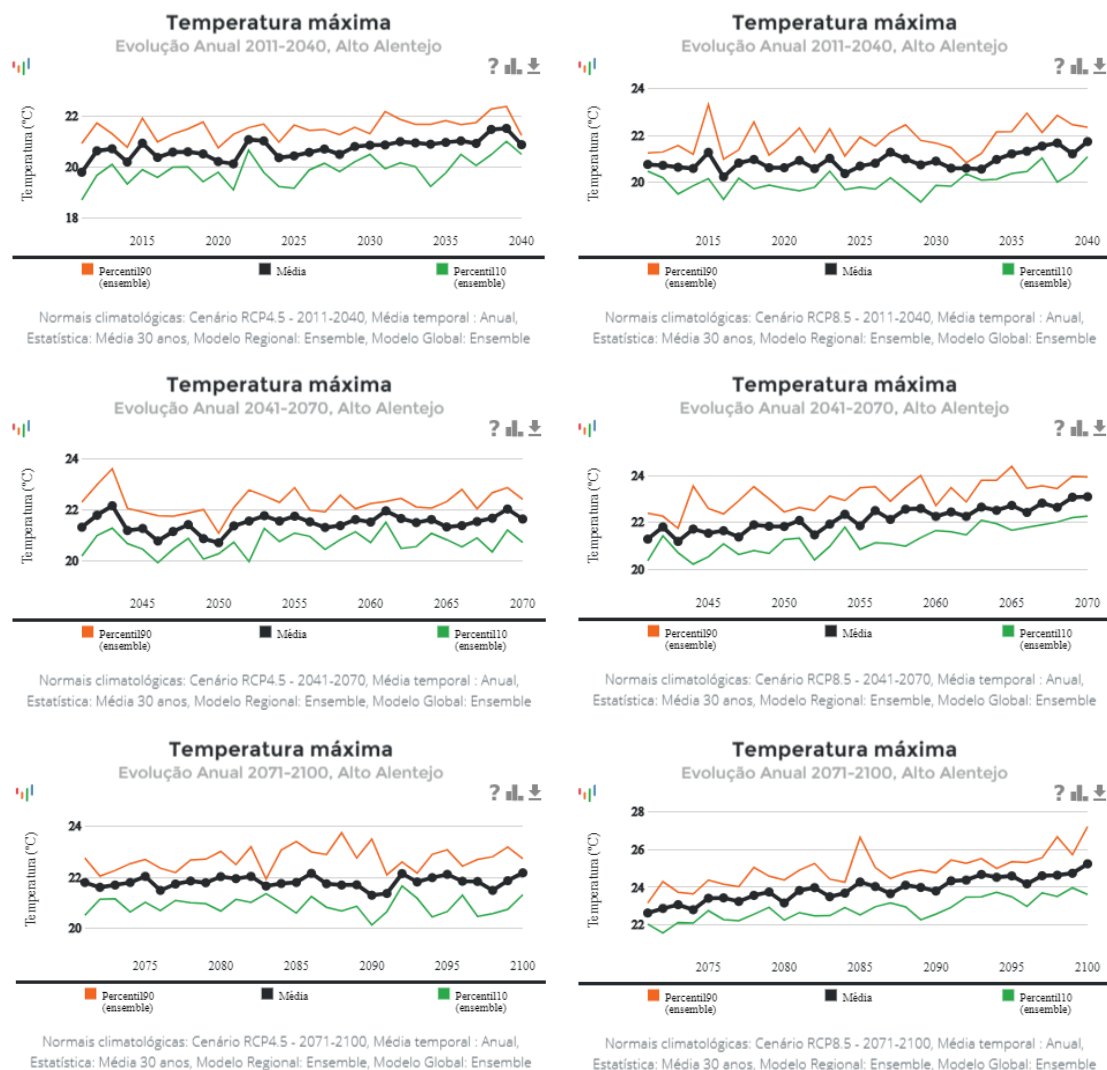 Temperatura máxima
Evolução Anual 2011-2040, Alto Alentejo
?
Temperatura (°C)
22
20
18
2015 2020 2025 2030 2035 2040
Percentil90 (ensemble)
Média
Percentil10 (ensemble)
Normais climatológicas: Cenário RCP4.5 - 2011-2040, Média temporal : Anual,
Estatística: Média 30 anos, Modelo Regional: Ensemble, Modelo Global: Ensemble
Temperatura máxima
Evolução Anual 2011-2040, Alto Alentejo
?
Temperatura (°C)
24
22
20
2015 2020 2025 2030 2035 2040
Percentil90 (ensemble)
Média
Percentil10 (ensemble)
Normais climatológicas: Cenário RCP8.5 - 2011-2040, Média temporal : Anual,
Estatística: Média 30 anos, Modelo Regional: Ensemble, Modelo Global: Ensemble
Temperatura máxima
Evolução Anual 2041-2070, Alto Alentejo
?
Temperatura (°C)
24
22
20
2045 2050 2055 2060 2065 2070
Percentil90 (ensemble)
Média
Percentil10 (ensemble)
Normais climatológicas: Cenário RCP4.5 - 2041-2070, Média temporal : Anual,
Estatística: Média 30 anos, Modelo Regional: Ensemble, Modelo Global: Ensemble
Temperatura máxima
Evolução Anual 2041-2070, Alto Alentejo
?
Temperatura (°C)
24
22
20
2045 2050 2055 2060 2065 2070
Percentil90 (ensemble)
Média
Percentil10 (ensemble)
Normais climatológicas: Cenário RCP8.5 - 2041-2070, Média temporal : Anual,
Estatística: Média 30 anos, Modelo Regional: Ensemble, Modelo Global: Ensemble
Temperatura máxima
Evolução Anual 2071-2100, Alto Alentejo
?
Temperatura (°C)
24
22
20
2075 2080 2085 2090 2095 2100
Percentil90 (ensemble)
Média
Percentil10 (ensemble)
Normais climatológicas: Cenário RCP4.5 - 2071-2100, Média temporal : Anual,
Estatística: Média 30 anos, Modelo Regional: Ensemble, Modelo Global: Ensemble
Temperatura máxima
Evolução Anual 2071-2100, Alto Alentejo
?
Temperatura (°C)
28
26
24
22
2075 2080 2085 2090 2095 2100
Percentil90 (ensemble)
Média
Percentil10 (ensemble)
Normais climatológicas: Cenário RCP8.5 - 2071-2100, Média temporal : Anual,
Estatística: Média 30 anos, Modelo Regional: Ensemble, Modelo Global: Ensemble